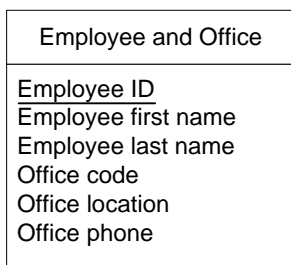 Employee and Office
Employee ID
Employee first name
Employee last name
Office code
Office location
Office phone